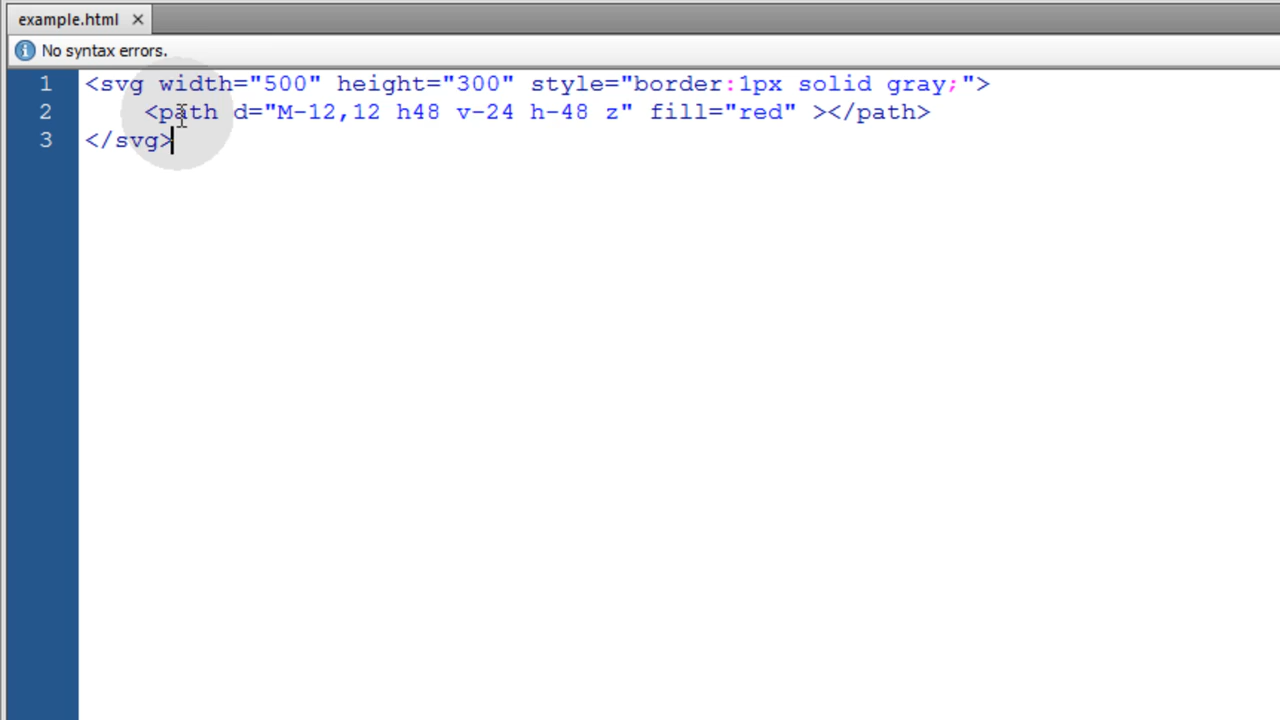 example.html ×
No syntax errors.
1 <svg width="500" height="300" style="border:1px solid gray;">
2 <path d="M-12,12 h48 v-24 h-48 z" fill="red" ></path>
3 </svg>